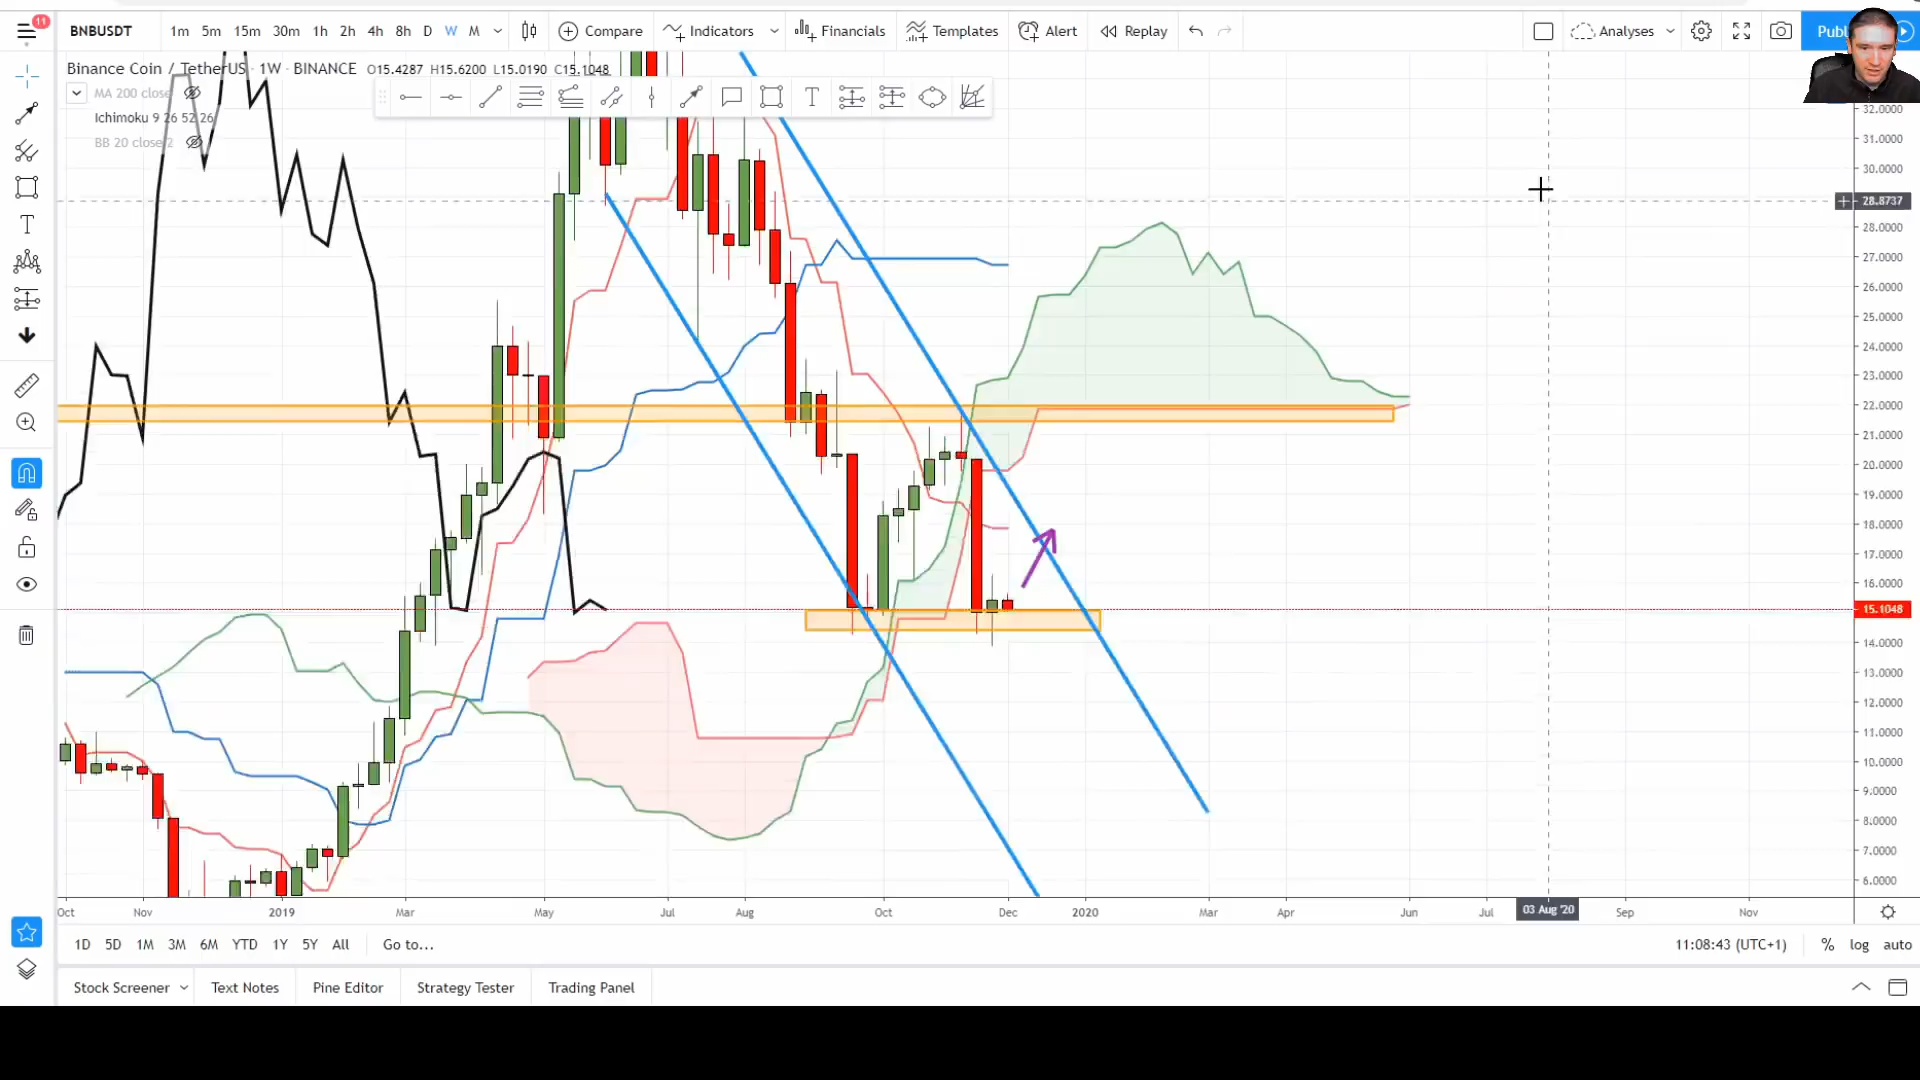 11
BNBUSDT 1m 5m 15m 30m 1h 2h 4h 8h D W M Compare Indicators Financials Templates Alert Replay Analyses
Binance Coin / TetherUS · 1W · BINANCE O15.4287 H15.6200 L15.0190 C15.1048
MA 200 close
Ichimoku 9 26 52 26
BB 20 close 2
T
T
32.0000
31.0000
30.0000
28.8737
28.0000
27.0000
26.0000
25.0000
24.0000
23.0000
22.0000
21.0000
20.0000
19.0000
18.0000
17.0000
16.0000
15.1048
14.0000
13.0000
12.0000
11.0000
10.0000
9.0000
8.0000
7.0000
6.0000
Oct Nov 2019 Mar May Jul Aug Oct Dec 2020 Mar Apr Jun Jul 03 Aug '20 Sep Nov
1D 5D 1M 3M 6M YTD 1Y 5Y All Go to... 11:08:43 (UTC+1) % log auto
Stock Screener Text Notes Pine Editor Strategy Tester Trading Panel